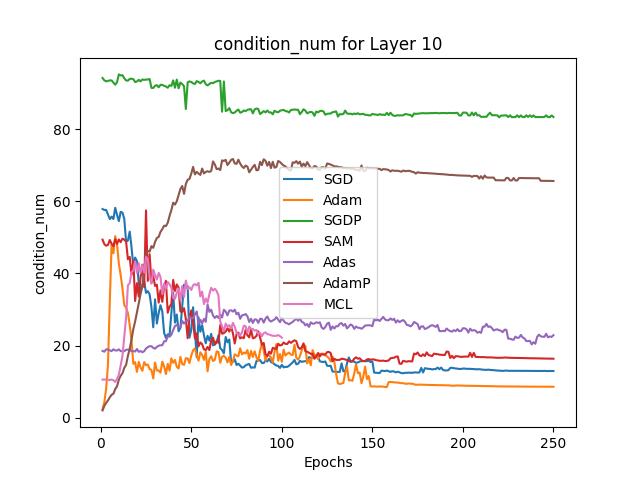 condition_num for Layer 10
condition_num
80
60
40
20
0
SGD
Adam
SGDP
SAM
Adas
AdamP
MCL
0 50 100 150 200 250
Epochs